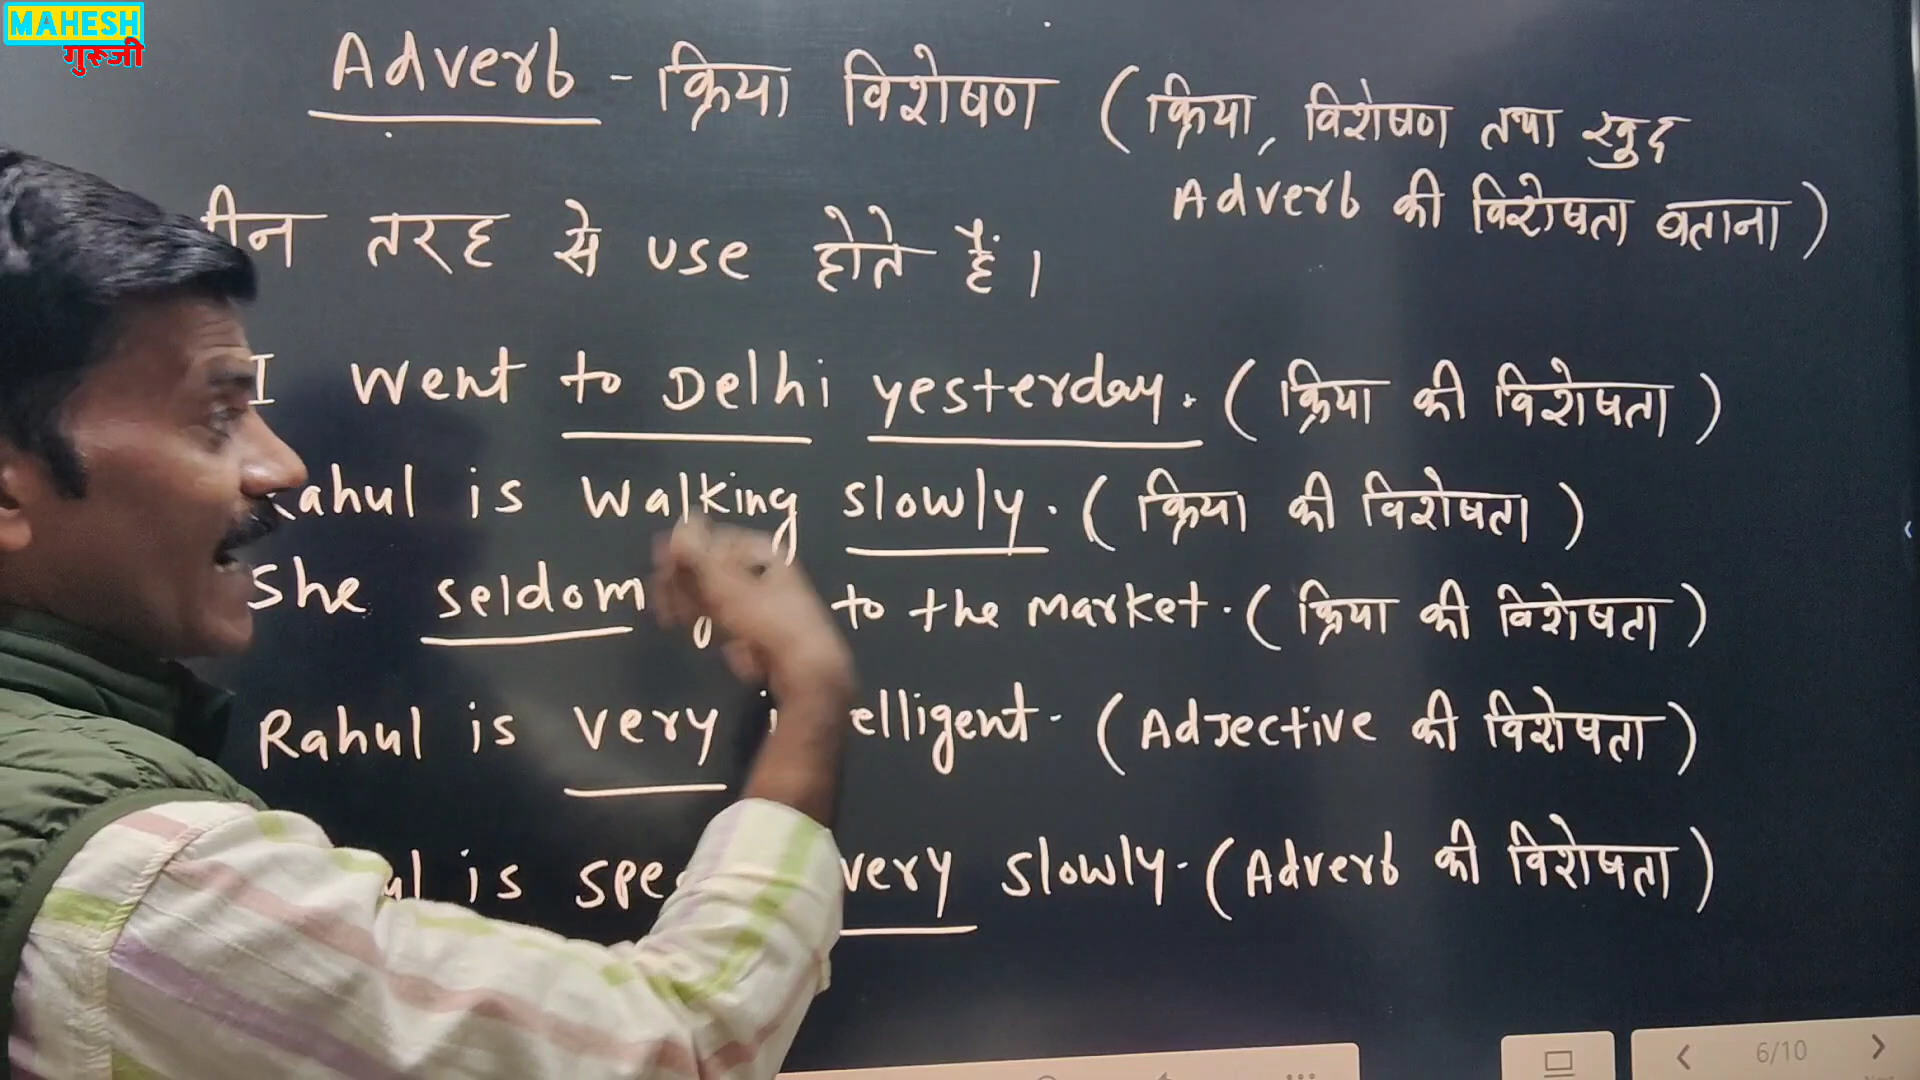 MAHESH
गुरूजी
Adverb - क्रिया विशेषण (क्रिया, विशेषण तथा खुद
Adverb की विशेषता बताना)
तरह से use होते हैं।
I went to Delhi yesterday. (क्रिया की विशेषता)
is walking slowly. (क्रिया की विशेषता)
She seldom to the market. (क्रिया की विशेषता)
Rahul is very intelligent. (Adjective की विशेषता)
is very slowly. (Adverb की विशेषता)
6/10